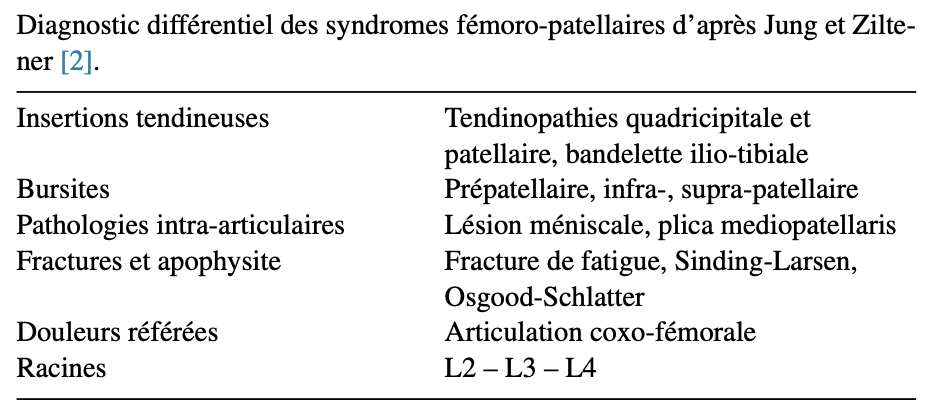 Diagnostic différentiel des syndromes fémoro-patellaires d’après Jung et Zilte-
ner [2].
Insertions tendineuses Tendinopathies quadricipitale et
patellaire, bandelette ilio-tibiale
Bursites Prépatellaire, infra-, supra-patellaire
Pathologies intra-articulaires Lésion méniscale, plica mediopatellaris
Fractures et apophysite Fracture de fatigue, Sinding-Larsen,
Osgood-Schlatter
Douleurs référées Articulation coxo-fémorale
Racines L2 – L3 – L4